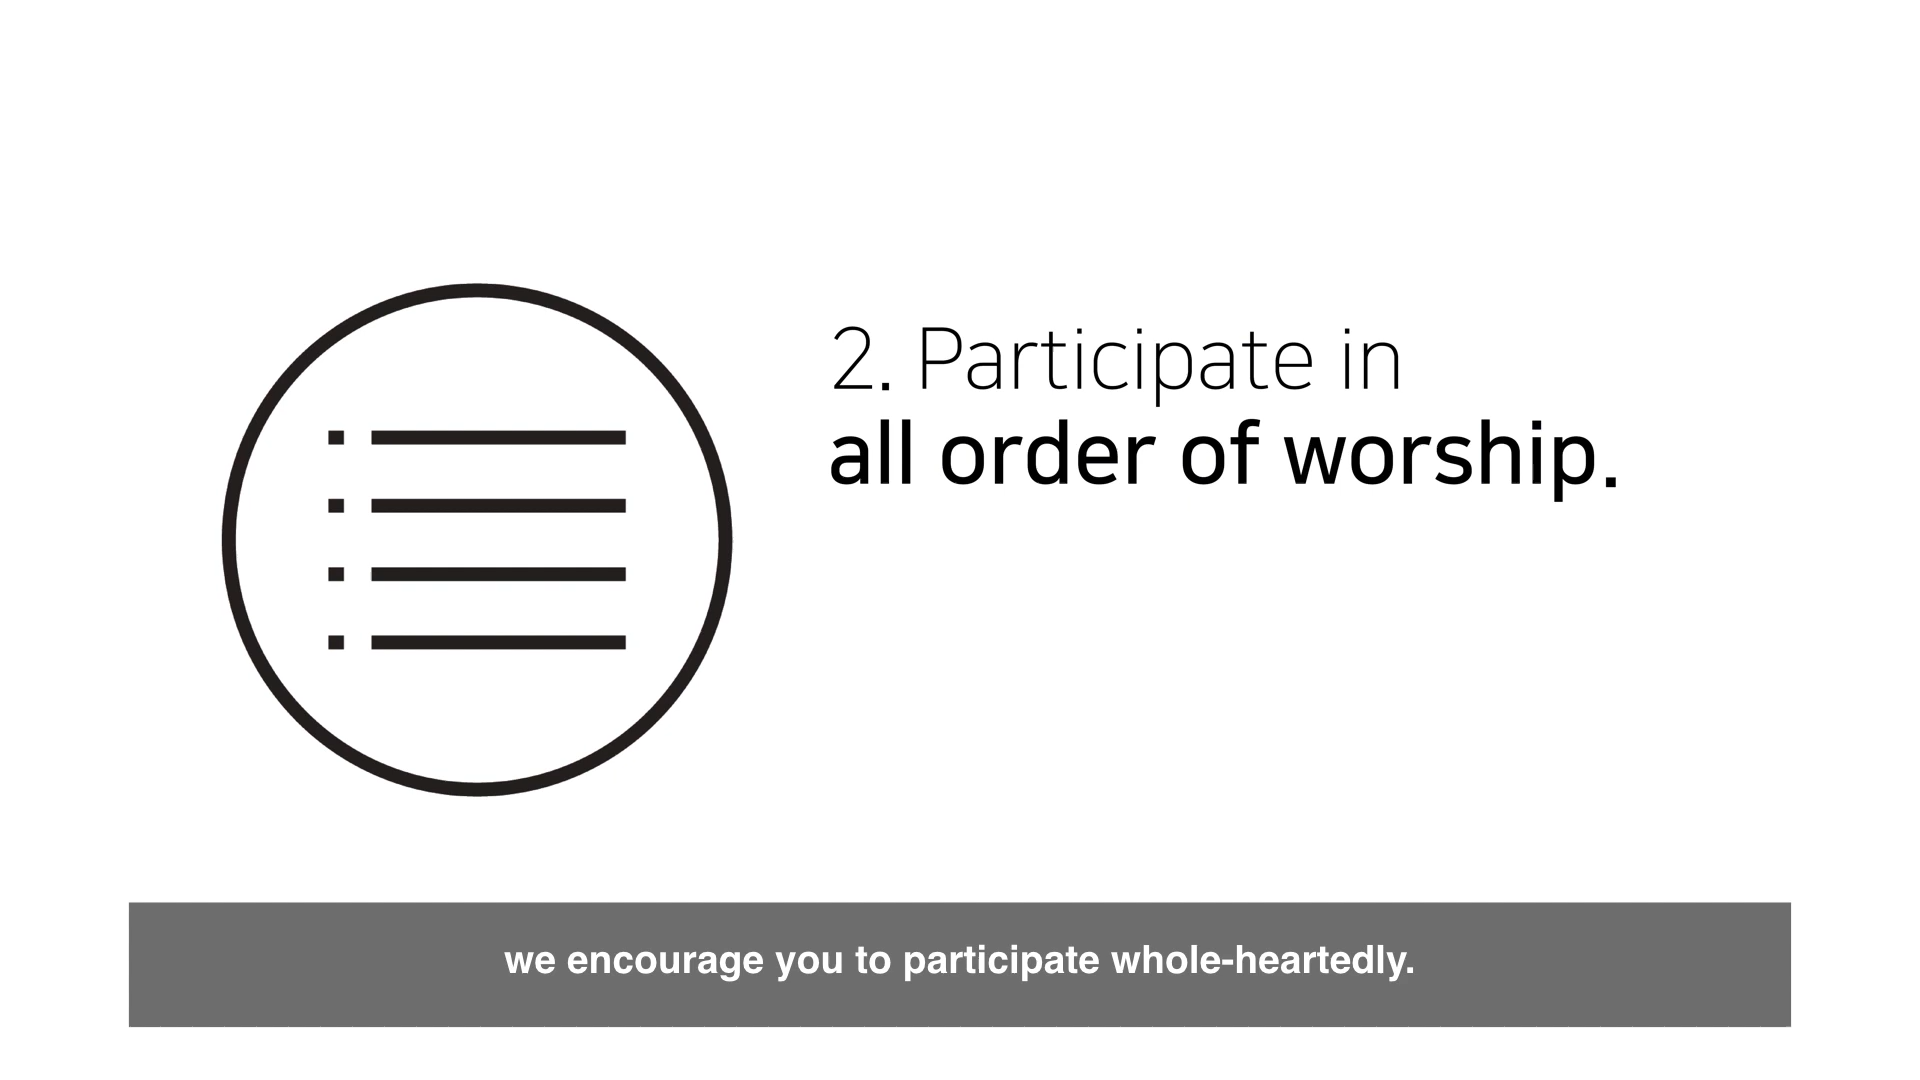 2. Participate in
all order of worship.
we encourage you to participate whole-heartedly.